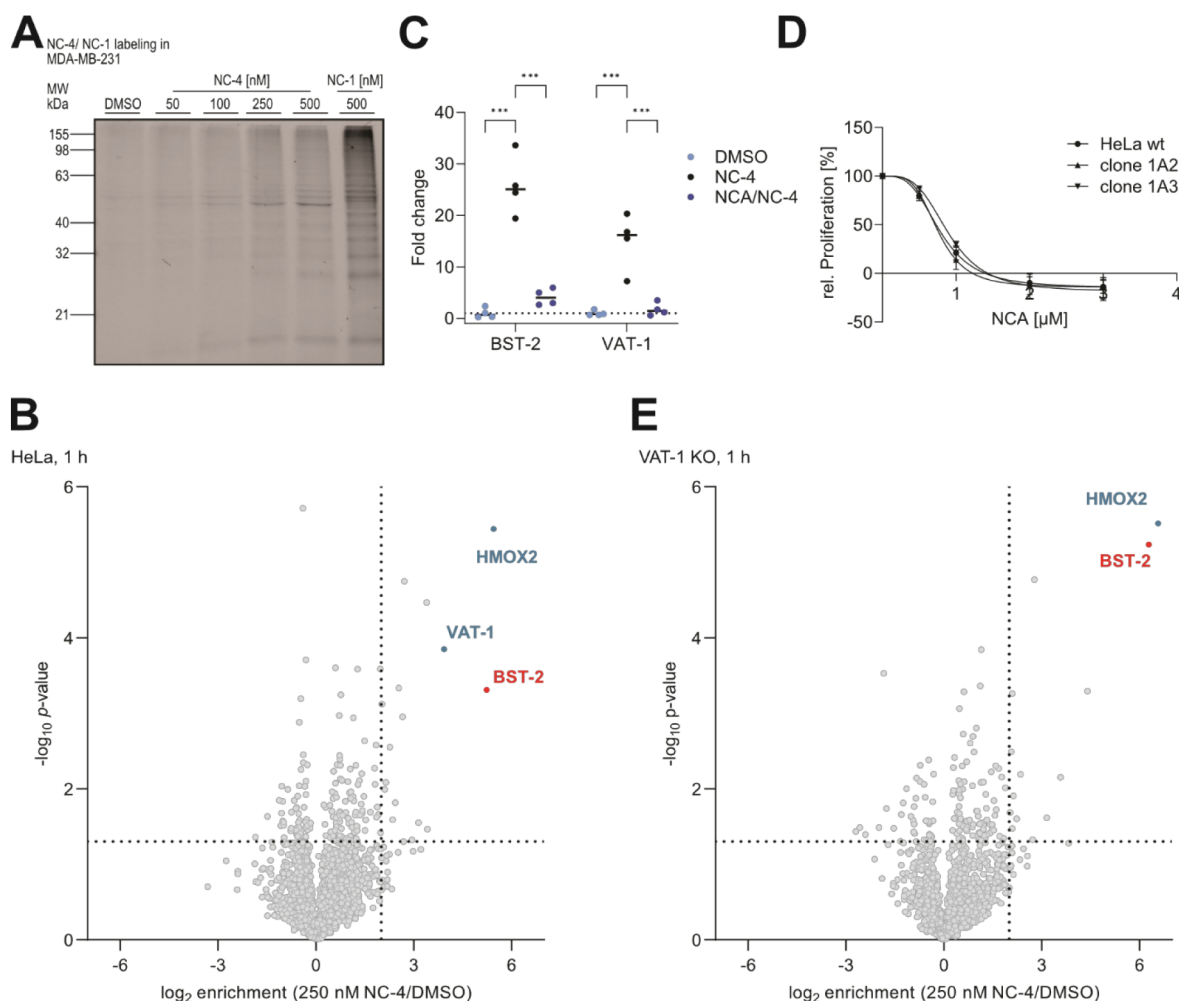 A
NC-4/ NC-1 labeling in
MDA-MB-231
MW
kDa
NC-4 [nM]
NC-1 [nM]
DMSO 50 100 250 500 500
155
98
63
40
32
21
C
*** ***
*** ***
Fold change
40
30
20
10
0
BST-2 VAT-1
DMSO
NC-4
NCA/NC-4
D
rel. Proliferation [%]
150
100
50
0
-50
1 2 3 4
NCA [µM]
HeLa wt
clone 1A2
clone 1A3
B
HeLa, 1 h
-log10 p-value
6
4
2
0
HMOX2
VAT-1
BST-2
-6 -3 0 3 6
log2 enrichment (250 nM NC-4/DMSO)
E
VAT-1 KO, 1 h
-log10 p-value
6
4
2
0
HMOX2
BST-2
-6 -3 0 3 6
log2 enrichment (250 nM NC-4/DMSO)